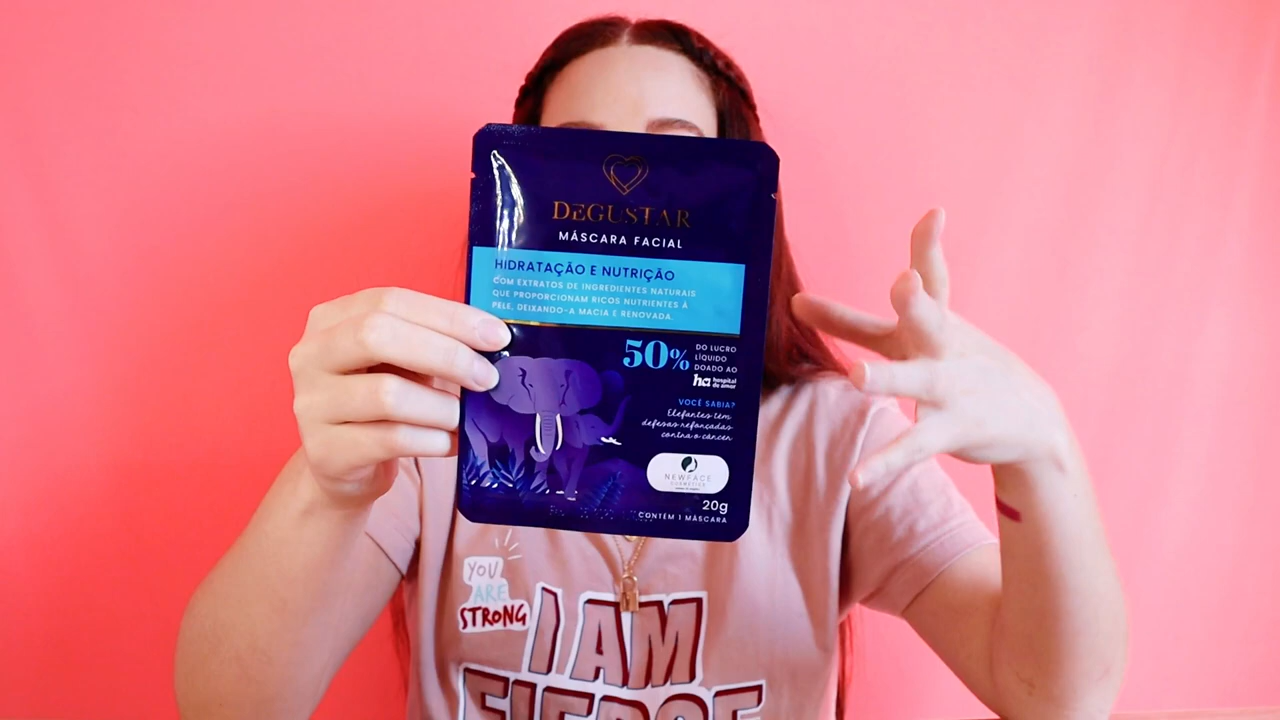 DEGUSTAR
MÁSCARA FACIAL
HIDRATAÇÃO E NUTRIÇÃO
COM EXTRATOS DE INGREDIENTES NATURAIS
QUE PROPORCIONAM RICOS NUTRIENTES À
PELE, DEIXANDO-A MACIA E RENOVADA.
50%
DO LUCRO
LÍQUIDO
DOADO AO
ha hospital
de amor
VOCÊ SABIA?
Elefantes têm
defesas reforçadas
contra o câncer
NEWFACE
COSMETICS
20g
CONTÉM 1 MÁSCARA
YOU
ARE
STRONG
I AM
FIERCE